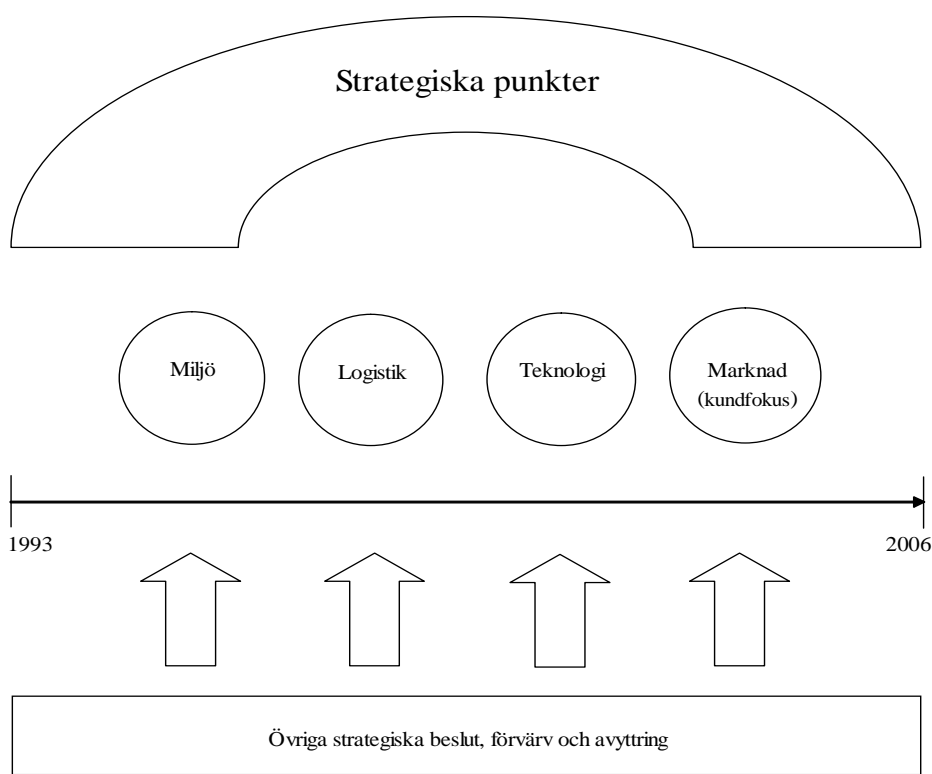 Strategiska punkter
Miljö
Logistik
Teknologi
Marknad
(kundfokus)
1993
2006
Övriga strategiska beslut, förvärv och avyttring